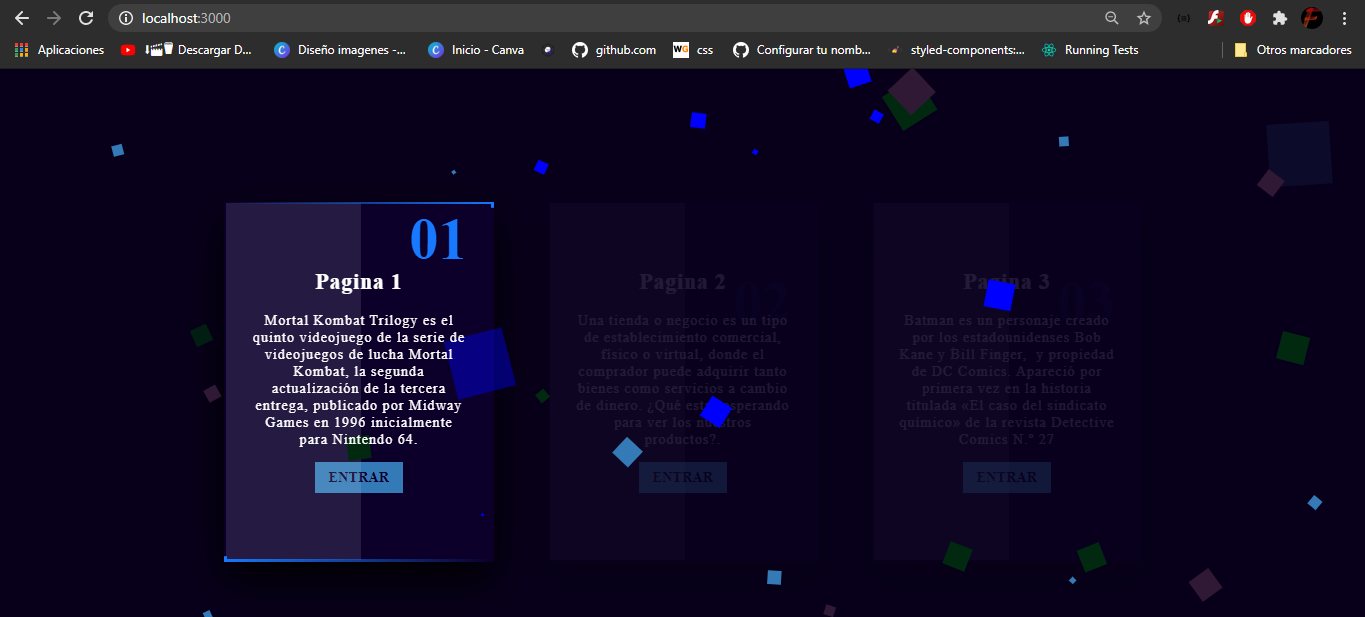 localhost:3000
Aplicaciones
Descargar D...
Diseño imagenes -...
Inicio - Canva
github.com
WG css
Configurar tu nomb...
styled-components:...
Running Tests
Otros marcadores
01
Pagina 1
Mortal Kombat Trilogy es el
quinto videojuego de la serie de
videojuegos de lucha Mortal
Kombat, la segunda
actualización de la tercera
entrega, publicado por Midway
Games en 1996 inicialmente
para Nintendo 64.
ENTRAR
02
Pagina 2
Una tienda o negocio es un tipo
de establecimiento comercial,
físico o virtual, donde el
comprador puede adquirir tanto
bienes como servicios a cambio
de dinero. ¿Qué esta esperando
para ver los nuestros
productos?.
ENTRAR
03
Pagina 3
Batman es un personaje creado
por los estadounidenses Bob
Kane y Bill Finger, y propiedad
de DC Comics. Apareció por
primera vez en la historia
titulada «El caso del sindicato
químico» de la revista Detective
Comics N.° 27
ENTRAR